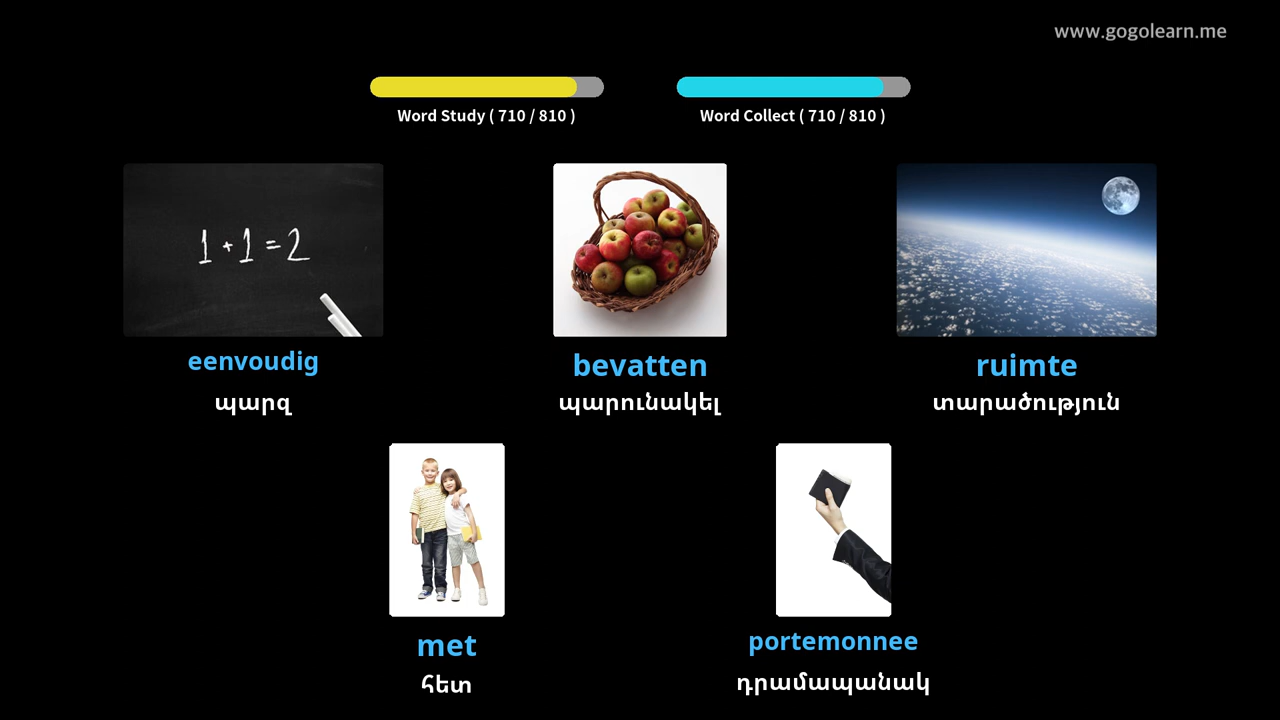 www.gogolearn.me
Word Study ( 710 / 810 )
Word Collect ( 710 / 810 )
1 + 1 = 2
eenvoudig
պարզ
bevatten
պարունակել
ruimte
տարածություն
met
հետ
portemonnee
դրամապանակ